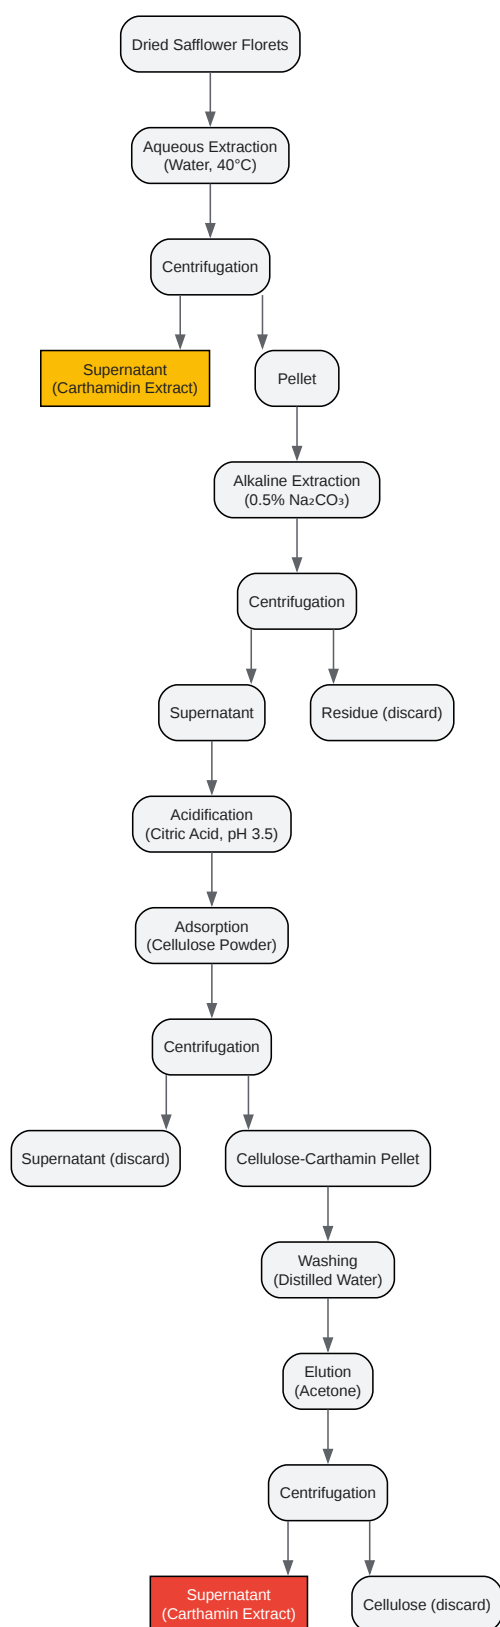 Dried Safflower Florets
Aqueous Extraction
(Water, 40°C)
Centrifugation
Supernatant
(Carthamidin Extract)
Pellet
Alkaline Extraction
(0.5% Na₂CO₃)
Centrifugation
Supernatant
Residue (discard)
Acidification
(Citric Acid, pH 3.5)
Adsorption
(Cellulose Powder)
Centrifugation
Supernatant (discard)
Cellulose-Carthamin Pellet
Washing
(Distilled Water)
Elution
(Acetone)
Centrifugation
Supernatant
(Carthamin Extract)
Cellulose (discard)